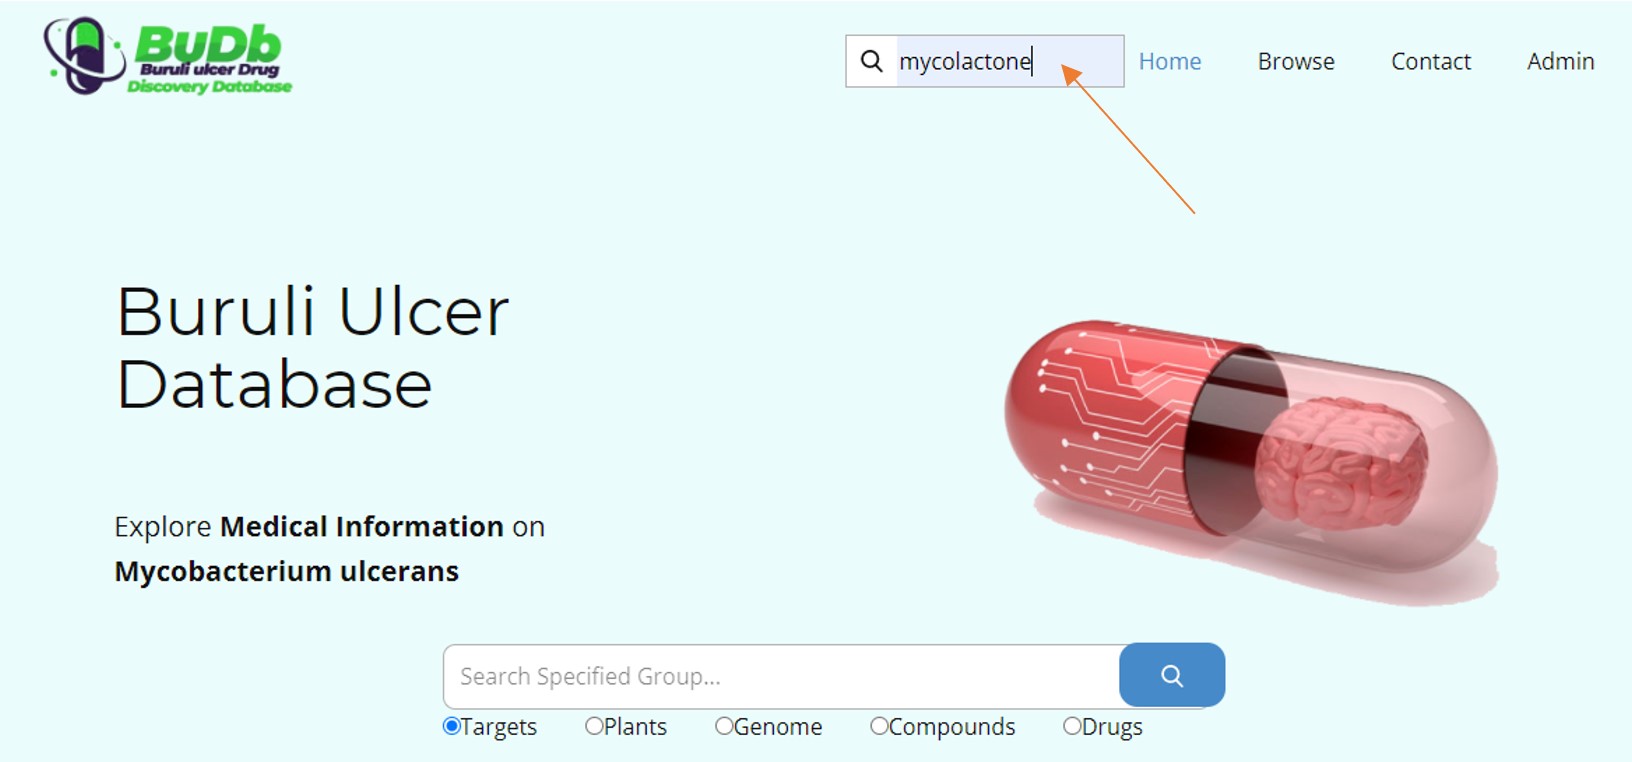 BuDb
Buruli ulcer Drug
Discovery Database
mycolactone
Home
Browse
Contact
Admin
Buruli Ulcer
Database
Explore Medical Information on
Mycobacterium ulcerans
Search Specified Group...
Targets
Plants
Genome
Compounds
Drugs